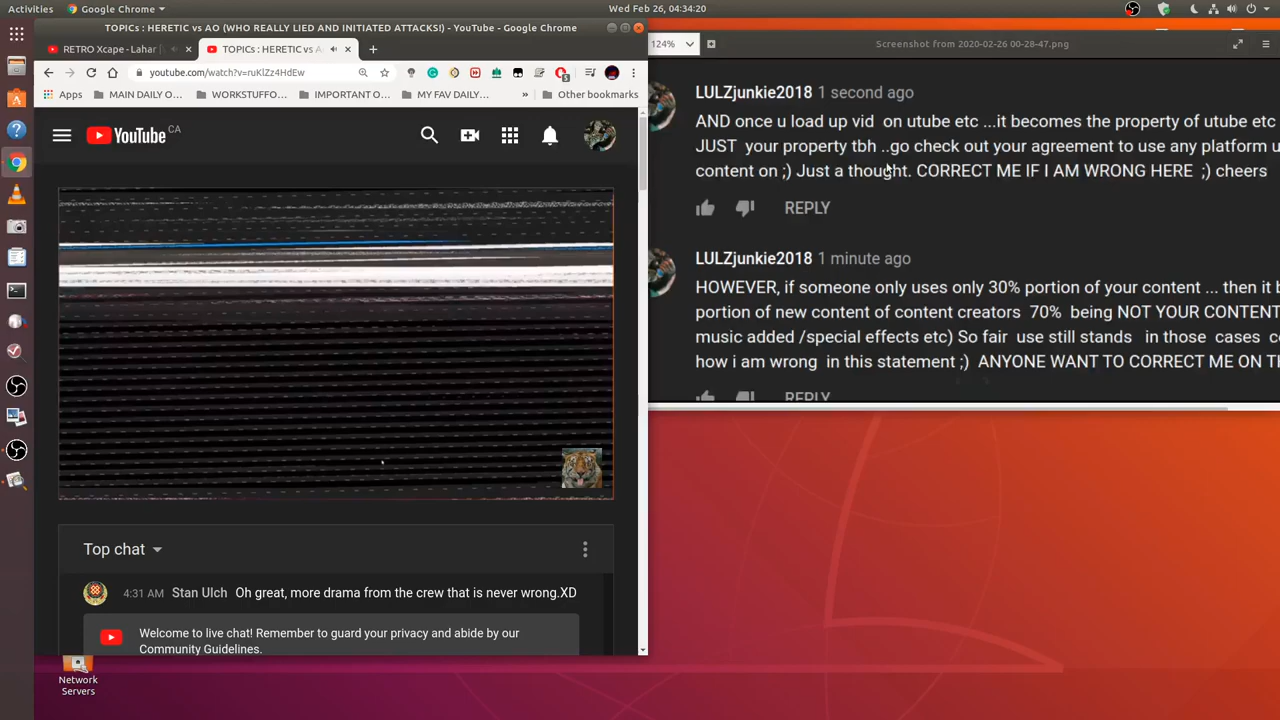 Activities
Google Chrome
Wed Feb 26, 04:34:20
TOPICs : HERETIC vs AO (WHO REALLY LIED AND INITIATED ATTACKS!) - YouTube - Google Chrome
RETRO Xcape - Lahar
TOPICs : HERETIC vs A
youtube.com/watch?v=ruKlZz4HdEw
5
Apps
MAIN DAILY O...
WORKSTUFFO...
IMPORTANT O...
MY FAV DAILY...
»
Other bookmarks
YouTube CA
Top chat
4:31 AM Stan Ulch Oh great, more drama from the crew that is never wrong.XD
Welcome to live chat! Remember to guard your privacy and abide by our
Community Guidelines.
Network
Servers
124%
Screenshot from 2020-02-26 00-28-47.png
LULZjunkie2018 1 second ago
AND once u load up vid on utube etc ...it becomes the property of utube etc
JUST your property tbh ..go check out your agreement to use any platform u
content on ;) Just a thought. CORRECT ME IF I AM WRONG HERE ;) cheers
REPLY
LULZjunkie2018 1 minute ago
HOWEVER, if someone only uses only 30% portion of your content ... then it b
portion of new content of content creators 70% being NOT YOUR CONTENT
music added /special effects etc) So fair use still stands in those cases c
how i am wrong in this statement ;) ANYONE WANT TO CORRECT ME ON TH
REPLY